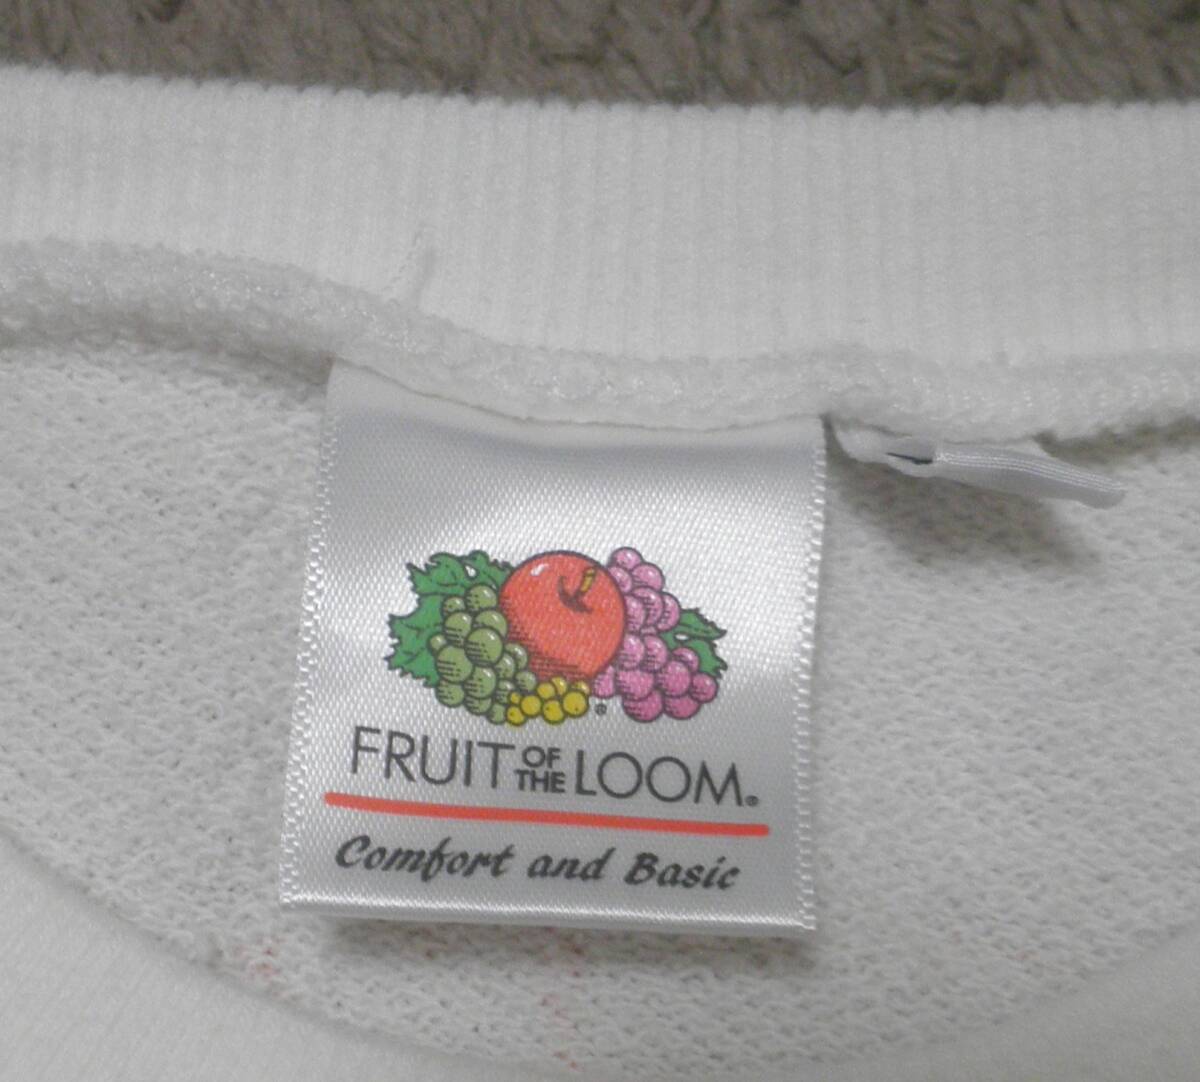 FRUIT OF THE LOOM®
Comfort and Basic